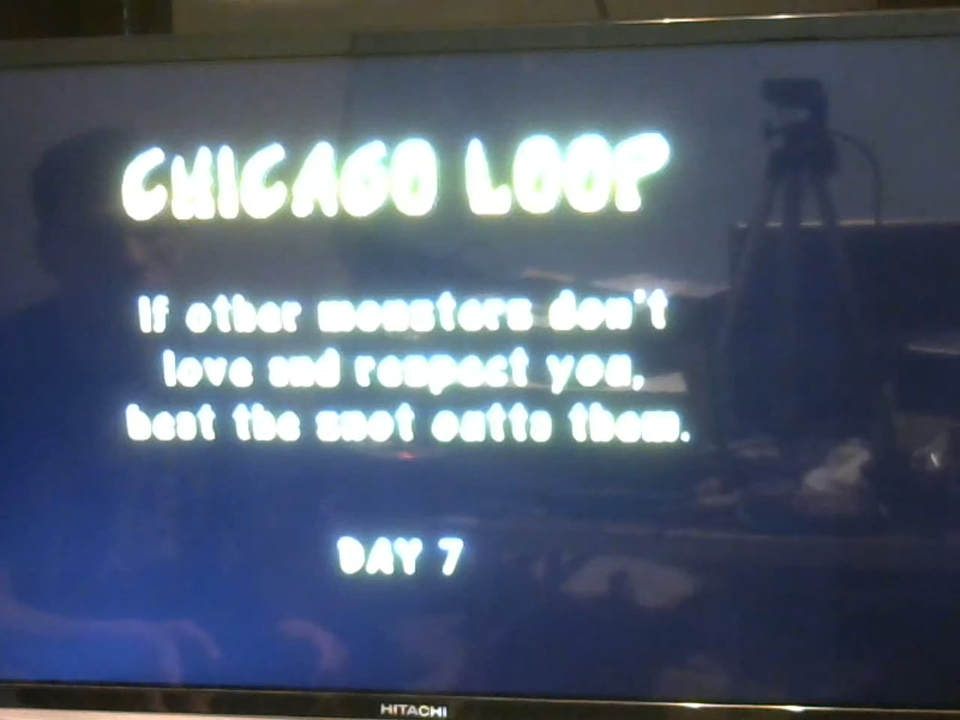 CHICAGO LOOP
If other monsters don't
love and respect you,
beat the snot outta them.
DAY 7
HITACHI